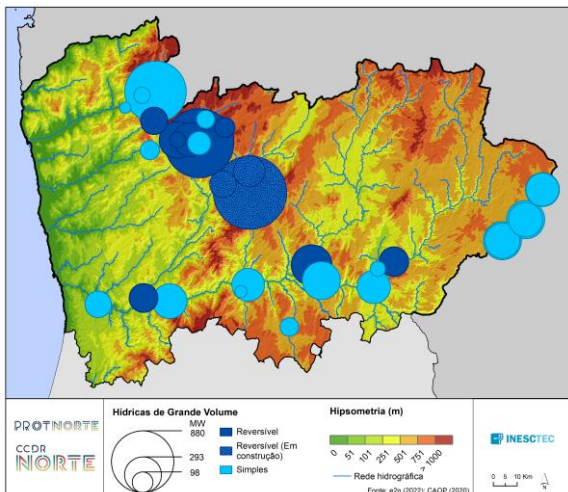 PROTNORTE
CCDR
NORTE
Hídricas de Grande Volume
MW
880
293
98
Reversível
Reversível (Em
construção)
Simples
Hipsometria (m)
0
51
101
251
501
751
> 1000
Rede hidrográfica
INESCTEC
0 5 10 Km
Fonte: e2p (2022); CAOP (2020)